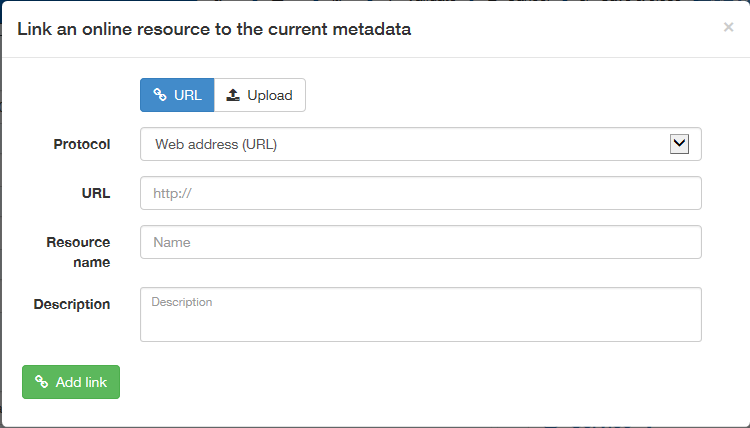 Link an online resource to the current metadata
×
URL
Upload
Protocol
Web address (URL)
URL
http://
Resource
name
Name
Description
Description
Add link